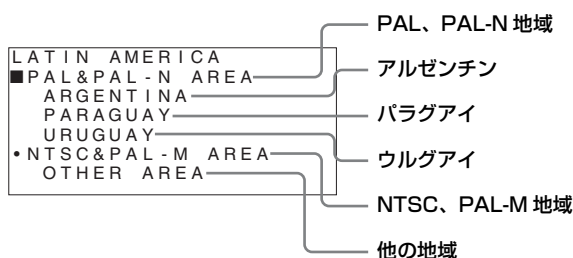 LATIN AMERICA
■PAL&PAL-N AREA
ARGENTINA
PARAGUAY
URUGUAY
•NTSC&PAL-M AREA
OTHER AREA
PAL、PAL-N 地域
アルゼンチン
パラグアイ
ウルグアイ
NTSC、PAL-M 地域
他の地域